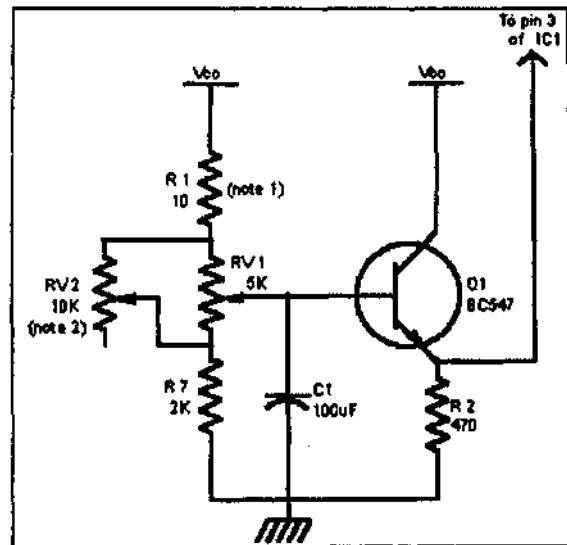 To pin 3
of IC1
Vcc
Vcc
R 1
10
(note 1)
RV2
10K
(note 2)
RV1
5K
Q1
BC547
R 7
2K
C1
100uF
R 2
470